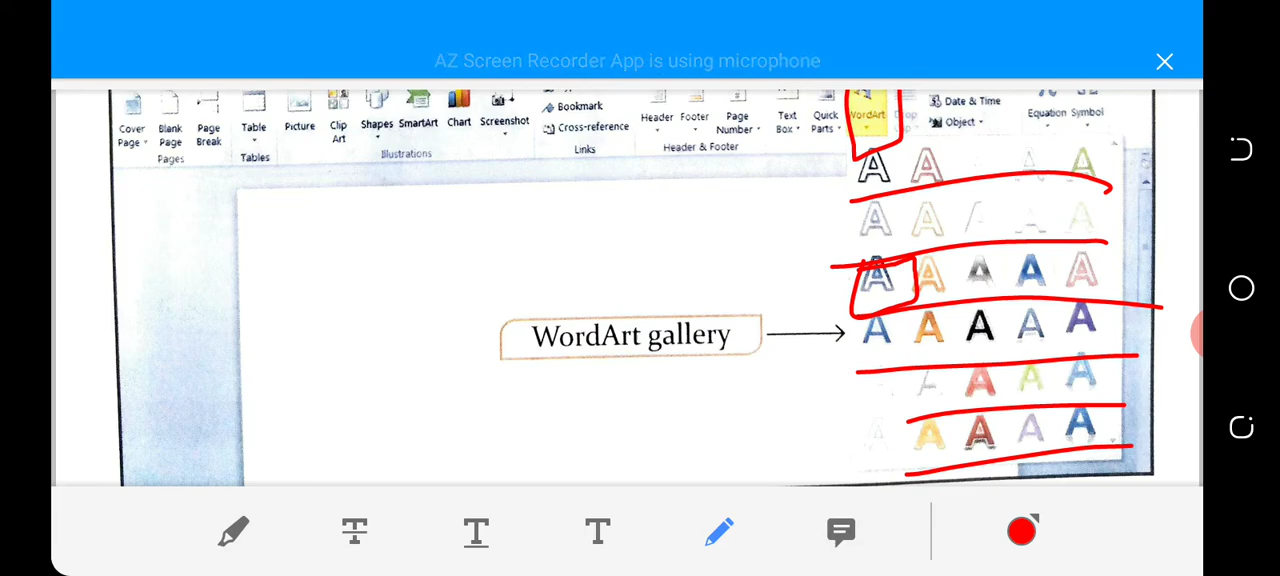 AZ Screen Recorder App is using microphone
Cover Page
Blank Page
Page Break
Pages
Table
Tables
Picture
Clip Art
Shapes
SmartArt
Chart
Screenshot
Illustrations
Bookmark
Cross-reference
Links
Header
Footer
Page Number
Header & Footer
Text Box
Quick Parts
WordArt
Date & Time
Object
Equation
Symbol
A A A A
A A A A A
A A A A A
WordArt gallery
A A A A A
A A A A
A A A A A
T T T